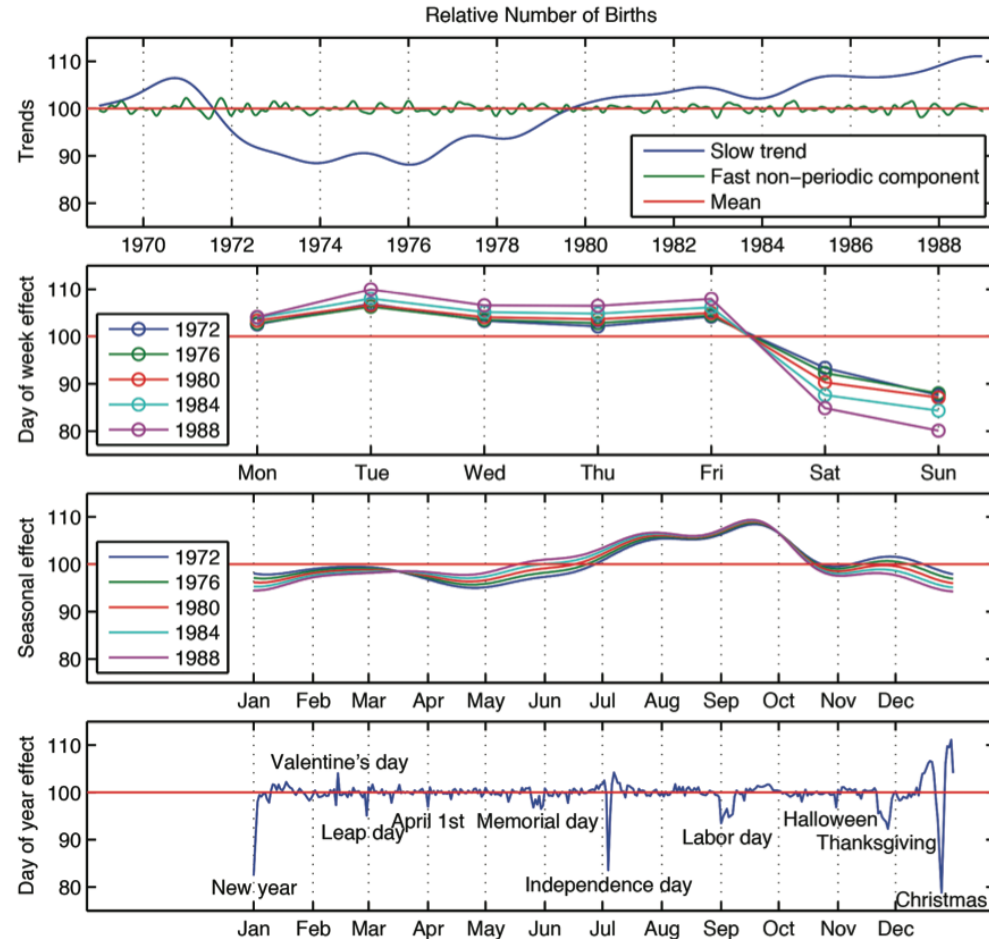 Relative Number of Births
Trends
110
100
90
80
Slow trend
Fast non-periodic component
Mean
1970 1972 1974 1976 1978 1980 1982 1984 1986 1988
Day of week effect
110
100
90
80
1972
1976
1980
1984
1988
Mon Tue Wed Thu Fri Sat Sun
Seasonal effect
110
100
90
80
1972
1976
1980
1984
1988
Jan Feb Mar Apr May Jun Jul Aug Sep Oct Nov Dec
Day of year effect
110
100
90
80
Valentine's day
Leap day
April 1st
Memorial day
Labor day
Halloween
Thanksgiving
New year
Independence day
Christmas
Jan Feb Mar Apr May Jun Jul Aug Sep Oct Nov Dec